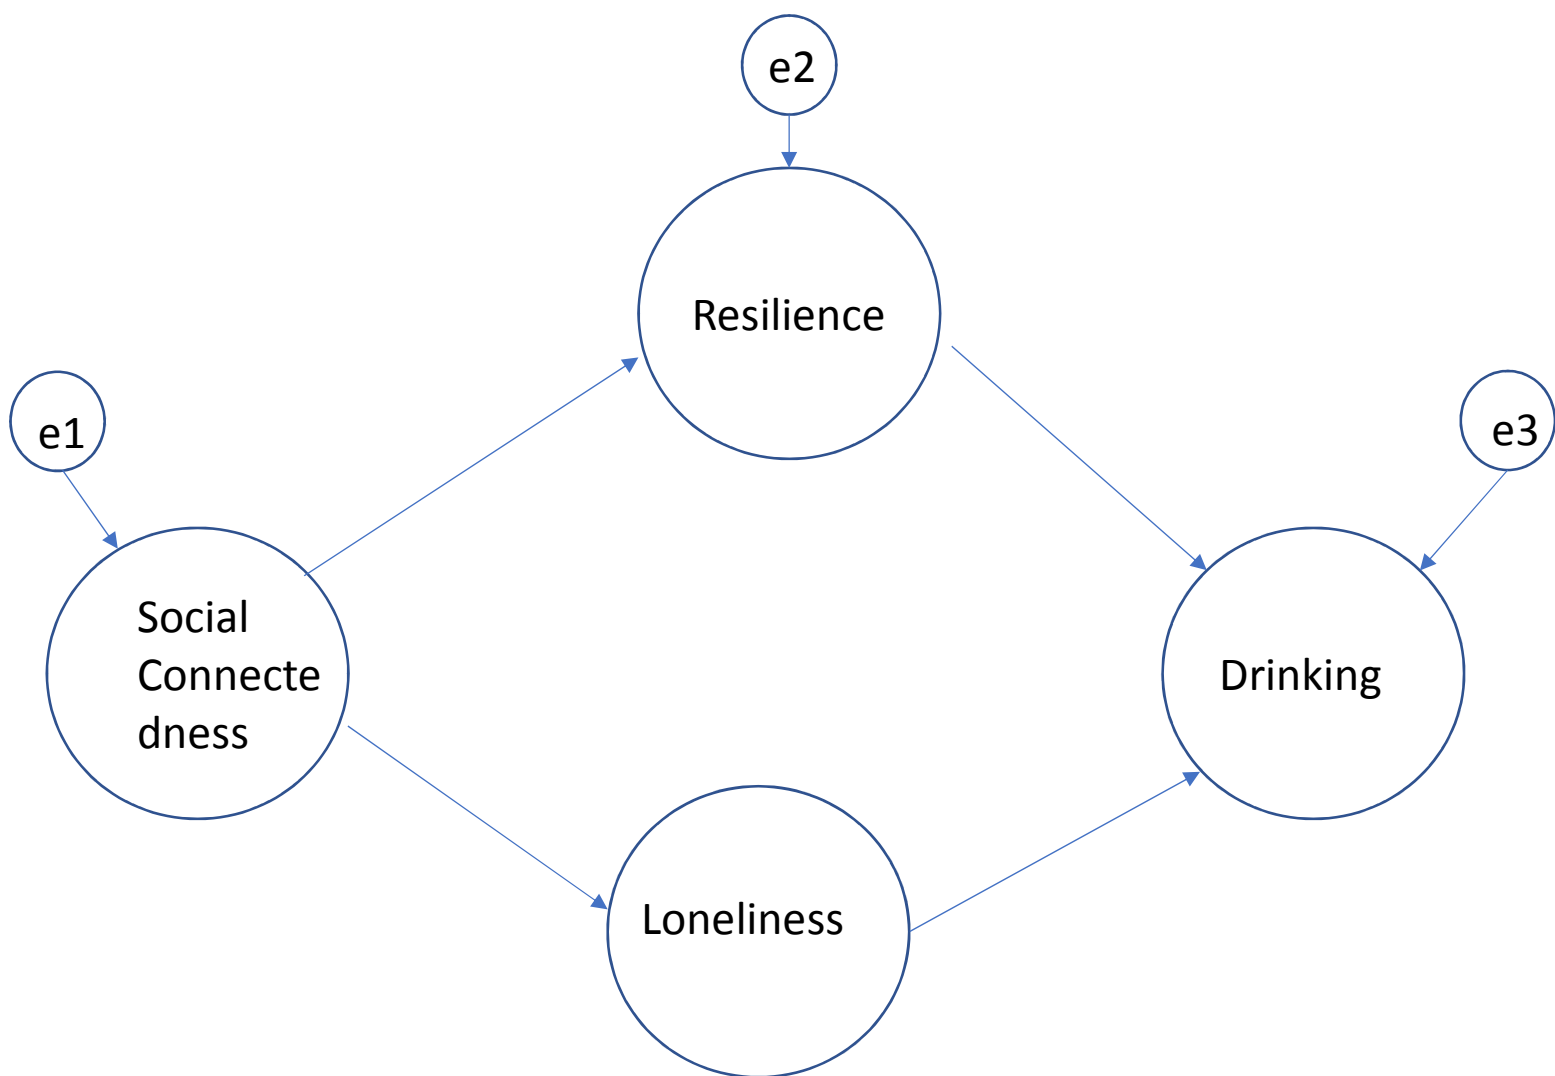 e2
Resilience
e1
e3
Social
Connecte
dness
Drinking
Loneliness